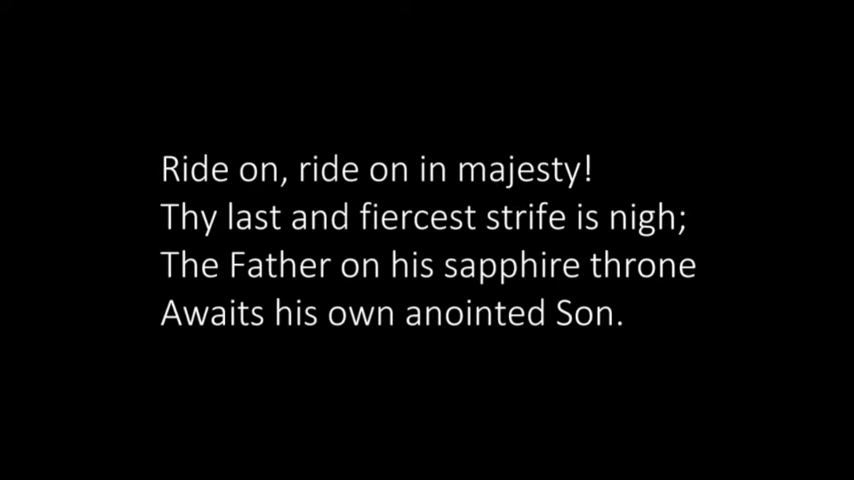 Ride on, ride on in majesty!
Thy last and fiercest strife is nigh;
The Father on his sapphire throne
Awaits his own anointed Son.